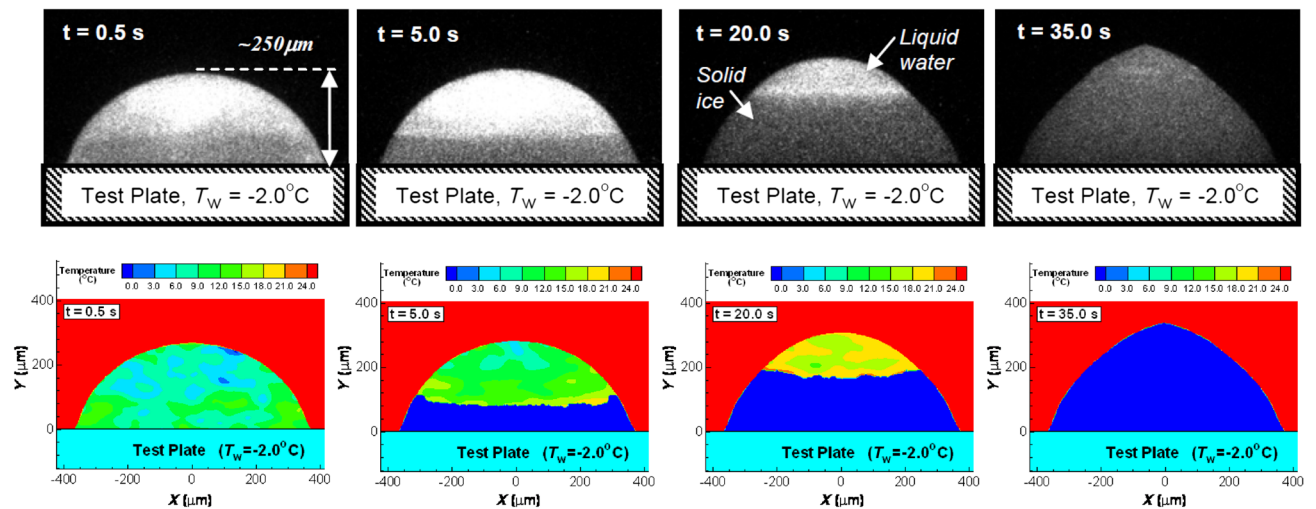 t = 0.5 s
~250μm
Test Plate, TW = -2.0°C
5.0 s
Test Plate, TW = -2.0°C
t = 20.0 s
Liquid
water
Solid
ice
Test Plate, TW = -2.0°C
t = 35.0 s
Test Plate, TW = -2.0°C
Temperature
(°C)
0.0 3.0 6.0 9.0 12.0 15.0 18.0 21.0 24.0
t = 0.5 s
400
200
0
Y [μm]
Test Plate (TW=-2.0°C)
-400 -200 0 200 400
X [μm]
Temperature
(°C)
0.0 3.0 6.0 9.0 12.0 15.0 18.0 21.0 24.0
t = 5.0 s
400
200
0
Y [μm]
Test Plate (TW=-2.0°C)
-400 -200 0 200 400
X [μm]
Temperature
(°C)
0.0 3.0 6.0 9.0 12.0 15.0 18.0 21.0 24.0
t = 20.0 s
400
200
0
Y [μm]
Test Plate (TW=-2.0°C)
-400 -200 0 200 400
X [μm]
Temperature
(°C)
0.0 3.0 6.0 9.0 12.0 15.0 18.0 21.0 24.0
t = 35.0 s
400
200
0
Y [μm]
Test Plate (TW=-2.0°C)
-400 -200 0 200 400
X [μm]